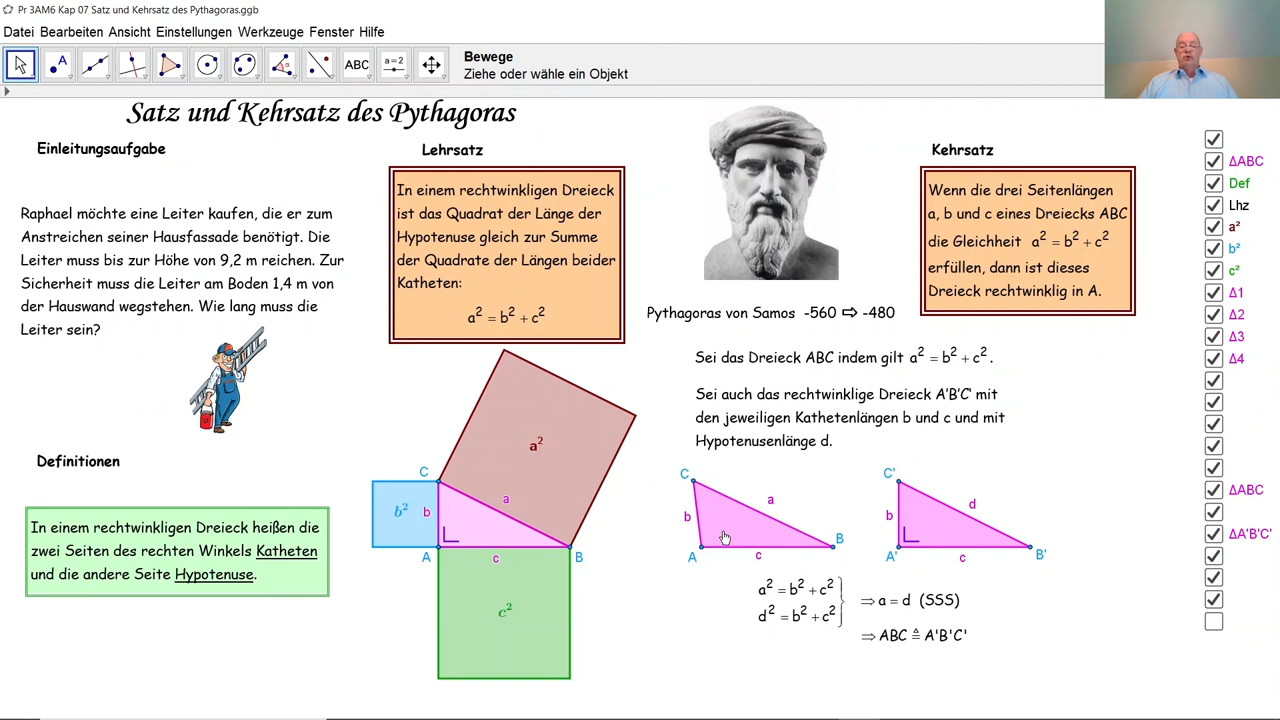 Pr 3AM6 Kap 07 Satz und Kehrsatz des Pythagoras.ggb
Datei Bearbeiten Ansicht Einstellungen Werkzeuge Fenster Hilfe
A
ABC
a=2
Bewege
Ziehe oder wähle ein Objekt
Satz und Kehrsatz des Pythagoras
Einleitungsaufgabe
Raphael möchte eine Leiter kaufen, die er zum
Anstreichen seiner Hausfassade benötigt. Die
Leiter muss bis zur Höhe von 9,2 m reichen. Zur
Sicherheit muss die Leiter am Boden 1,4 m von
der Hauswand wegstehen. Wie lang muss die
Leiter sein?
Definitionen
In einem rechtwinkligen Dreieck heißen die
zwei Seiten des rechten Winkels Katheten
und die andere Seite Hypotenuse.
Lehrsatz
In einem rechtwinkligen Dreieck
ist das Quadrat der Länge der
Hypotenuse gleich zur Summe
der Quadrate der Längen beider
Katheten:
a² = b² + c²
a²
C
a
b²
b
A
c
B
c²
Pythagoras von Samos -560 ⇨ -480
Kehrsatz
Wenn die drei Seitenlängen
a, b und c eines Dreiecks ABC
die Gleichheit a² = b² + c²
erfüllen, dann ist dieses
Dreieck rechtwinklig in A.
Sei das Dreieck ABC indem gilt a² = b² + c².
Sei auch das rechtwinklige Dreieck A'B'C' mit
den jeweiligen Kathetenlängen b und c und mit
Hypotenusenlänge d.
C
a
b
A
c
B
C'
d
b
A'
c
B'
a² = b² + c²
d² = b² + c²
⇒ a = d (SSS)
⇒ ABC ≙ A'B'C'
ΔABC
Def
Lhz
a²
b²
c²
Δ1
Δ2
Δ3
Δ4
ΔABC
ΔA'B'C'